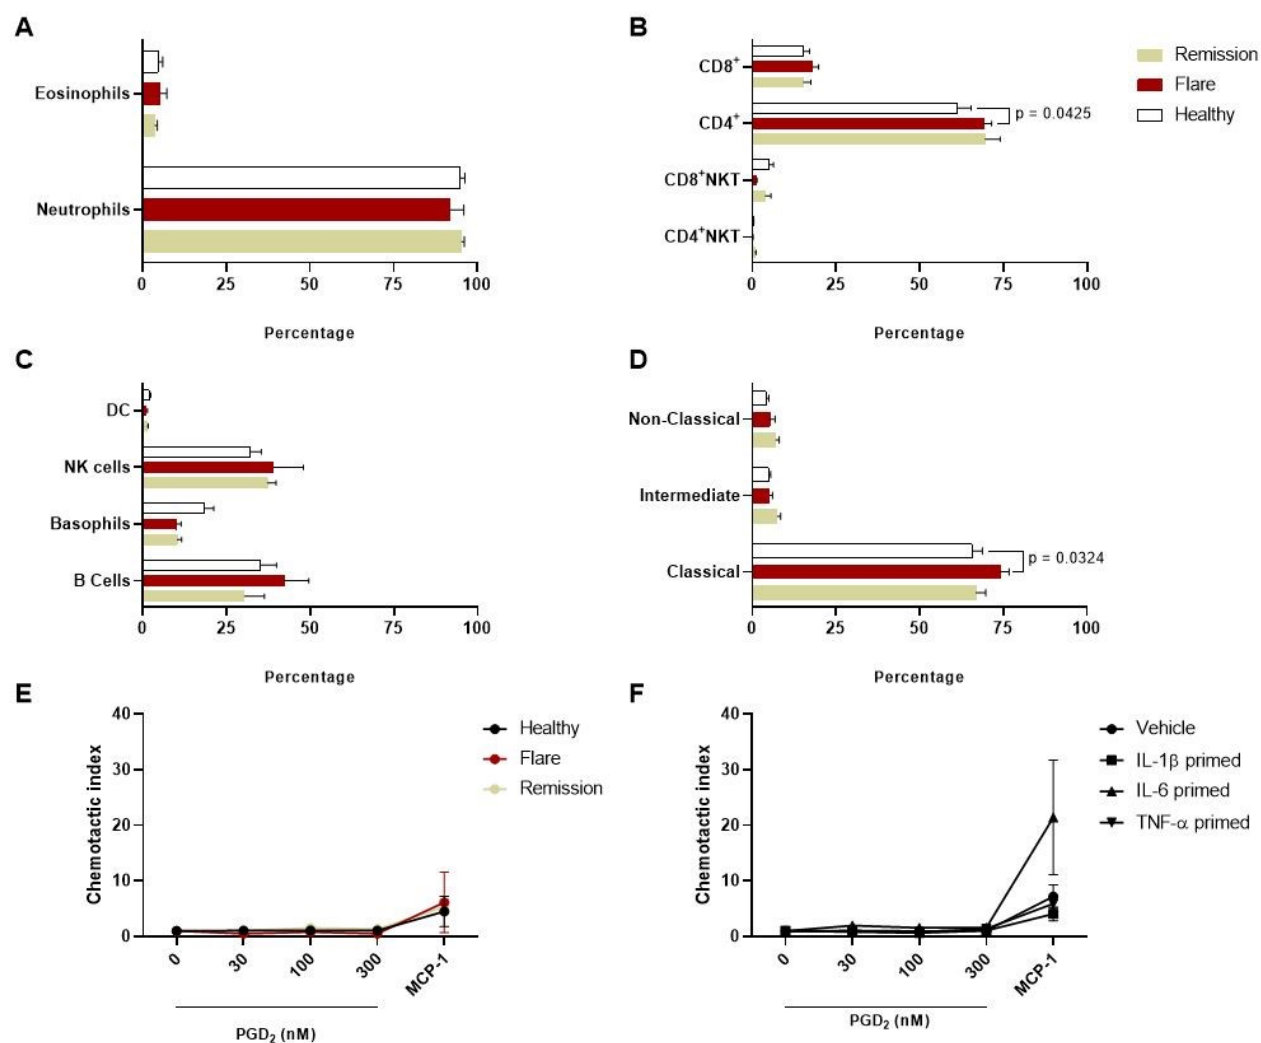 A
Eosinophils
Neutrophils
0 25 50 75 100
Percentage
B
CD8⁺
CD4⁺
CD8⁺NKT
CD4⁺NKT
p = 0.0425
0 25 50 75 100
Percentage
Remission
Flare
Healthy
C
DC
NK cells
Basophils
B Cells
0 25 50 75 100
Percentage
D
Non-Classical
Intermediate
Classical
p = 0.0324
0 25 50 75 100
Percentage
E
Chemotactic index
40
30
20
10
0
0 30 100 300 MCP-1
PGD₂ (nM)
Healthy
Flare
Remission
F
Chemotactic index
40
30
20
10
0
0 30 100 300 MCP-1
PGD₂ (nM)
Vehicle
IL-1β primed
IL-6 primed
TNF-α primed